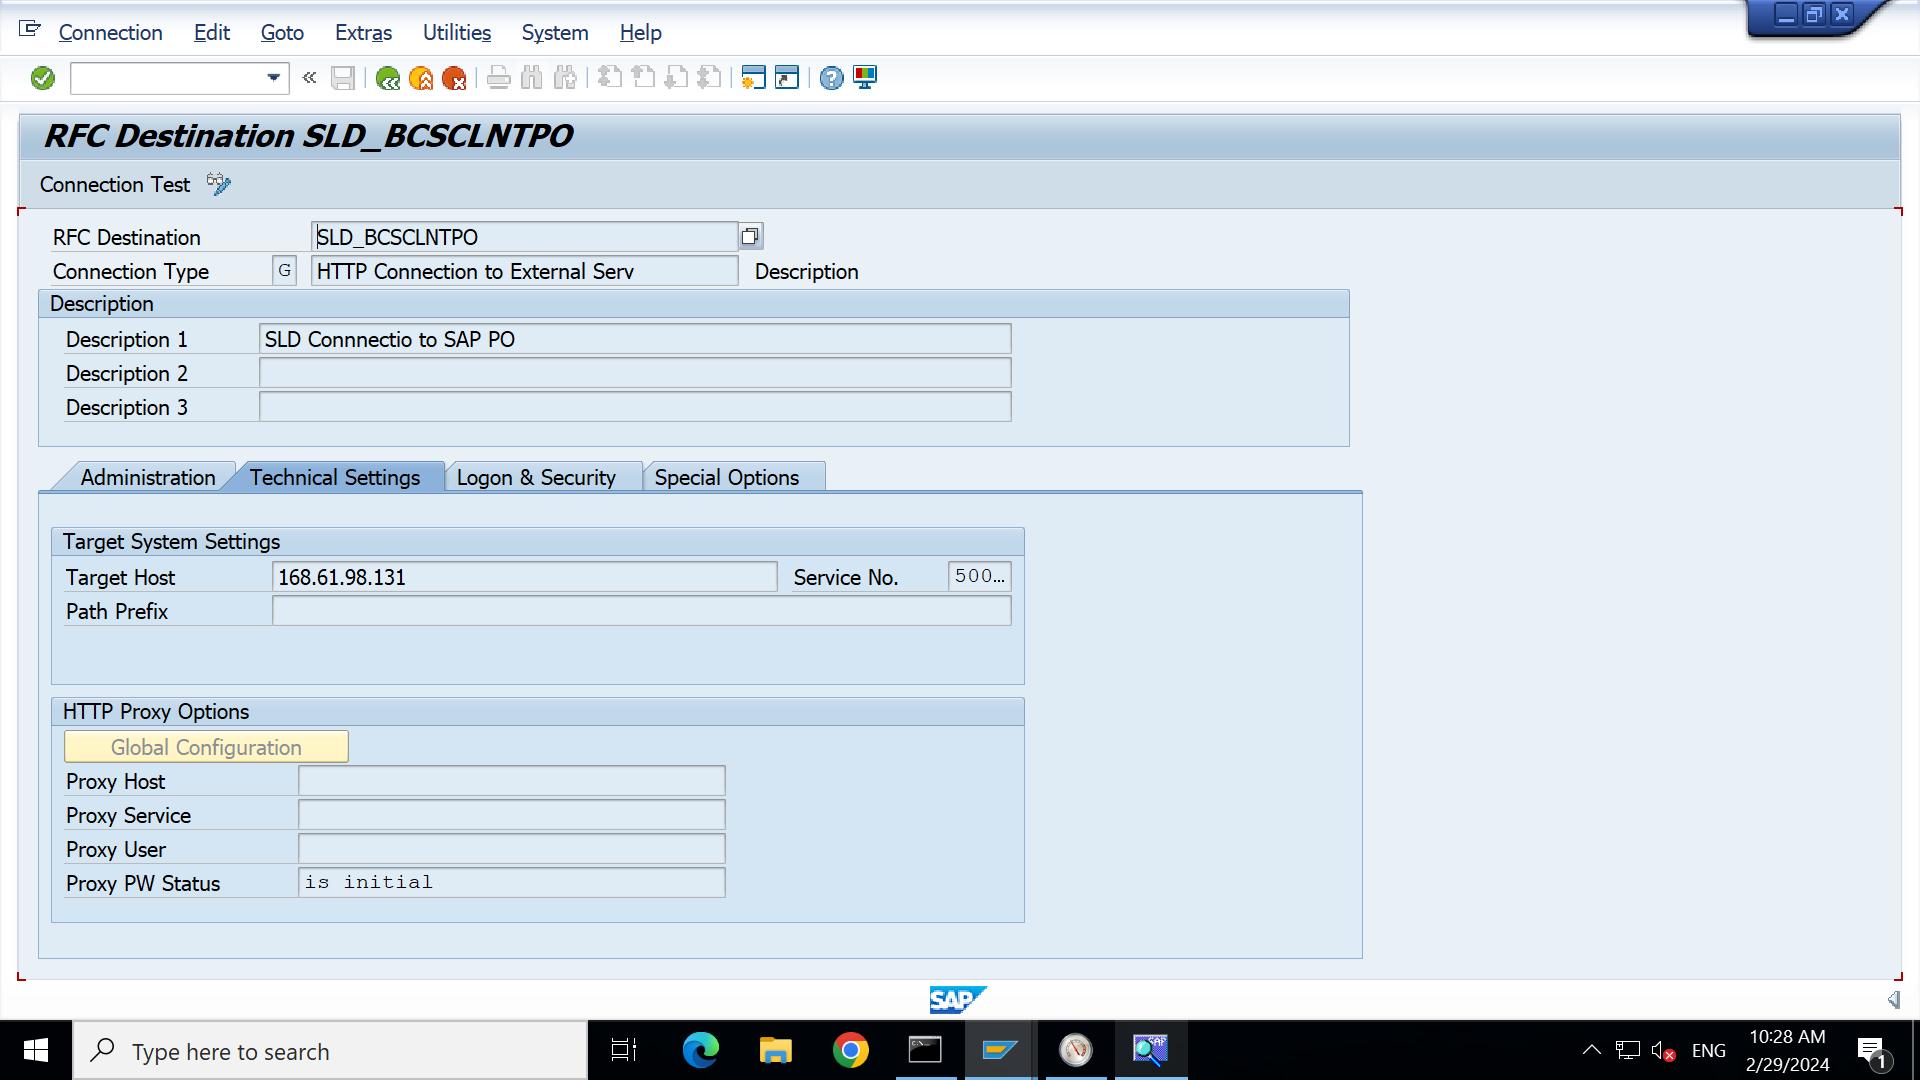 Connection Edit Goto Extras Utilities System Help
RFC Destination SLD_BCSCLNTPO
Connection Test
RFC Destination SLD_BCSCLNTPO
Connection Type G HTTP Connection to External Serv Description
Description
Description 1 SLD Connnectio to SAP PO
Description 2
Description 3
Administration Technical Settings Logon & Security Special Options
Target System Settings
Target Host 168.61.98.131 Service No. 500...
Path Prefix
HTTP Proxy Options
Global Configuration
Proxy Host
Proxy Service
Proxy User
Proxy PW Status is initial
SAP
Type here to search
ENG
10:28 AM
2/29/2024
1